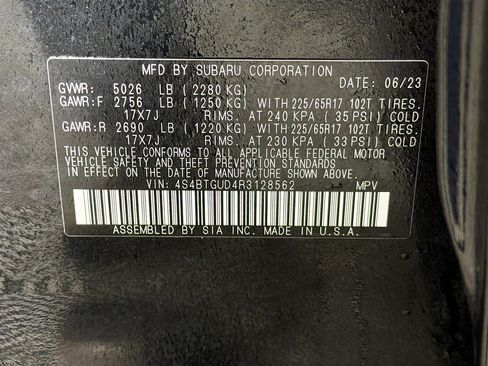 MFD BY SUBARU CORPORATION
DATE: 06/23
GVWR: 5026 LB ( 2280 KG)
GAWR:F 2756 LB ( 1250 KG) WITH 225/65R17 102T TIRES.
17X7J RIMS. AT 240 KPA ( 35 PSI) COLD
GAWR:R 2690 LB ( 1220 KG) WITH 225/65R17 102T TIRES.
17X7J RIMS. AT 230 KPA ( 33 PSI) COLD
THIS VEHICLE CONFORMS TO ALL APPLICABLE FEDERAL MOTOR
VEHICLE SAFETY AND THEFT PREVENTION STANDARDS
IN EFFECT ON THE DATE OF MANUFACTURE SHOWN ABOVE.
VIN: 4S4BTGUD4R3128562 MPV
ASSEMBLED BY SIA INC. MADE IN U.S.A.